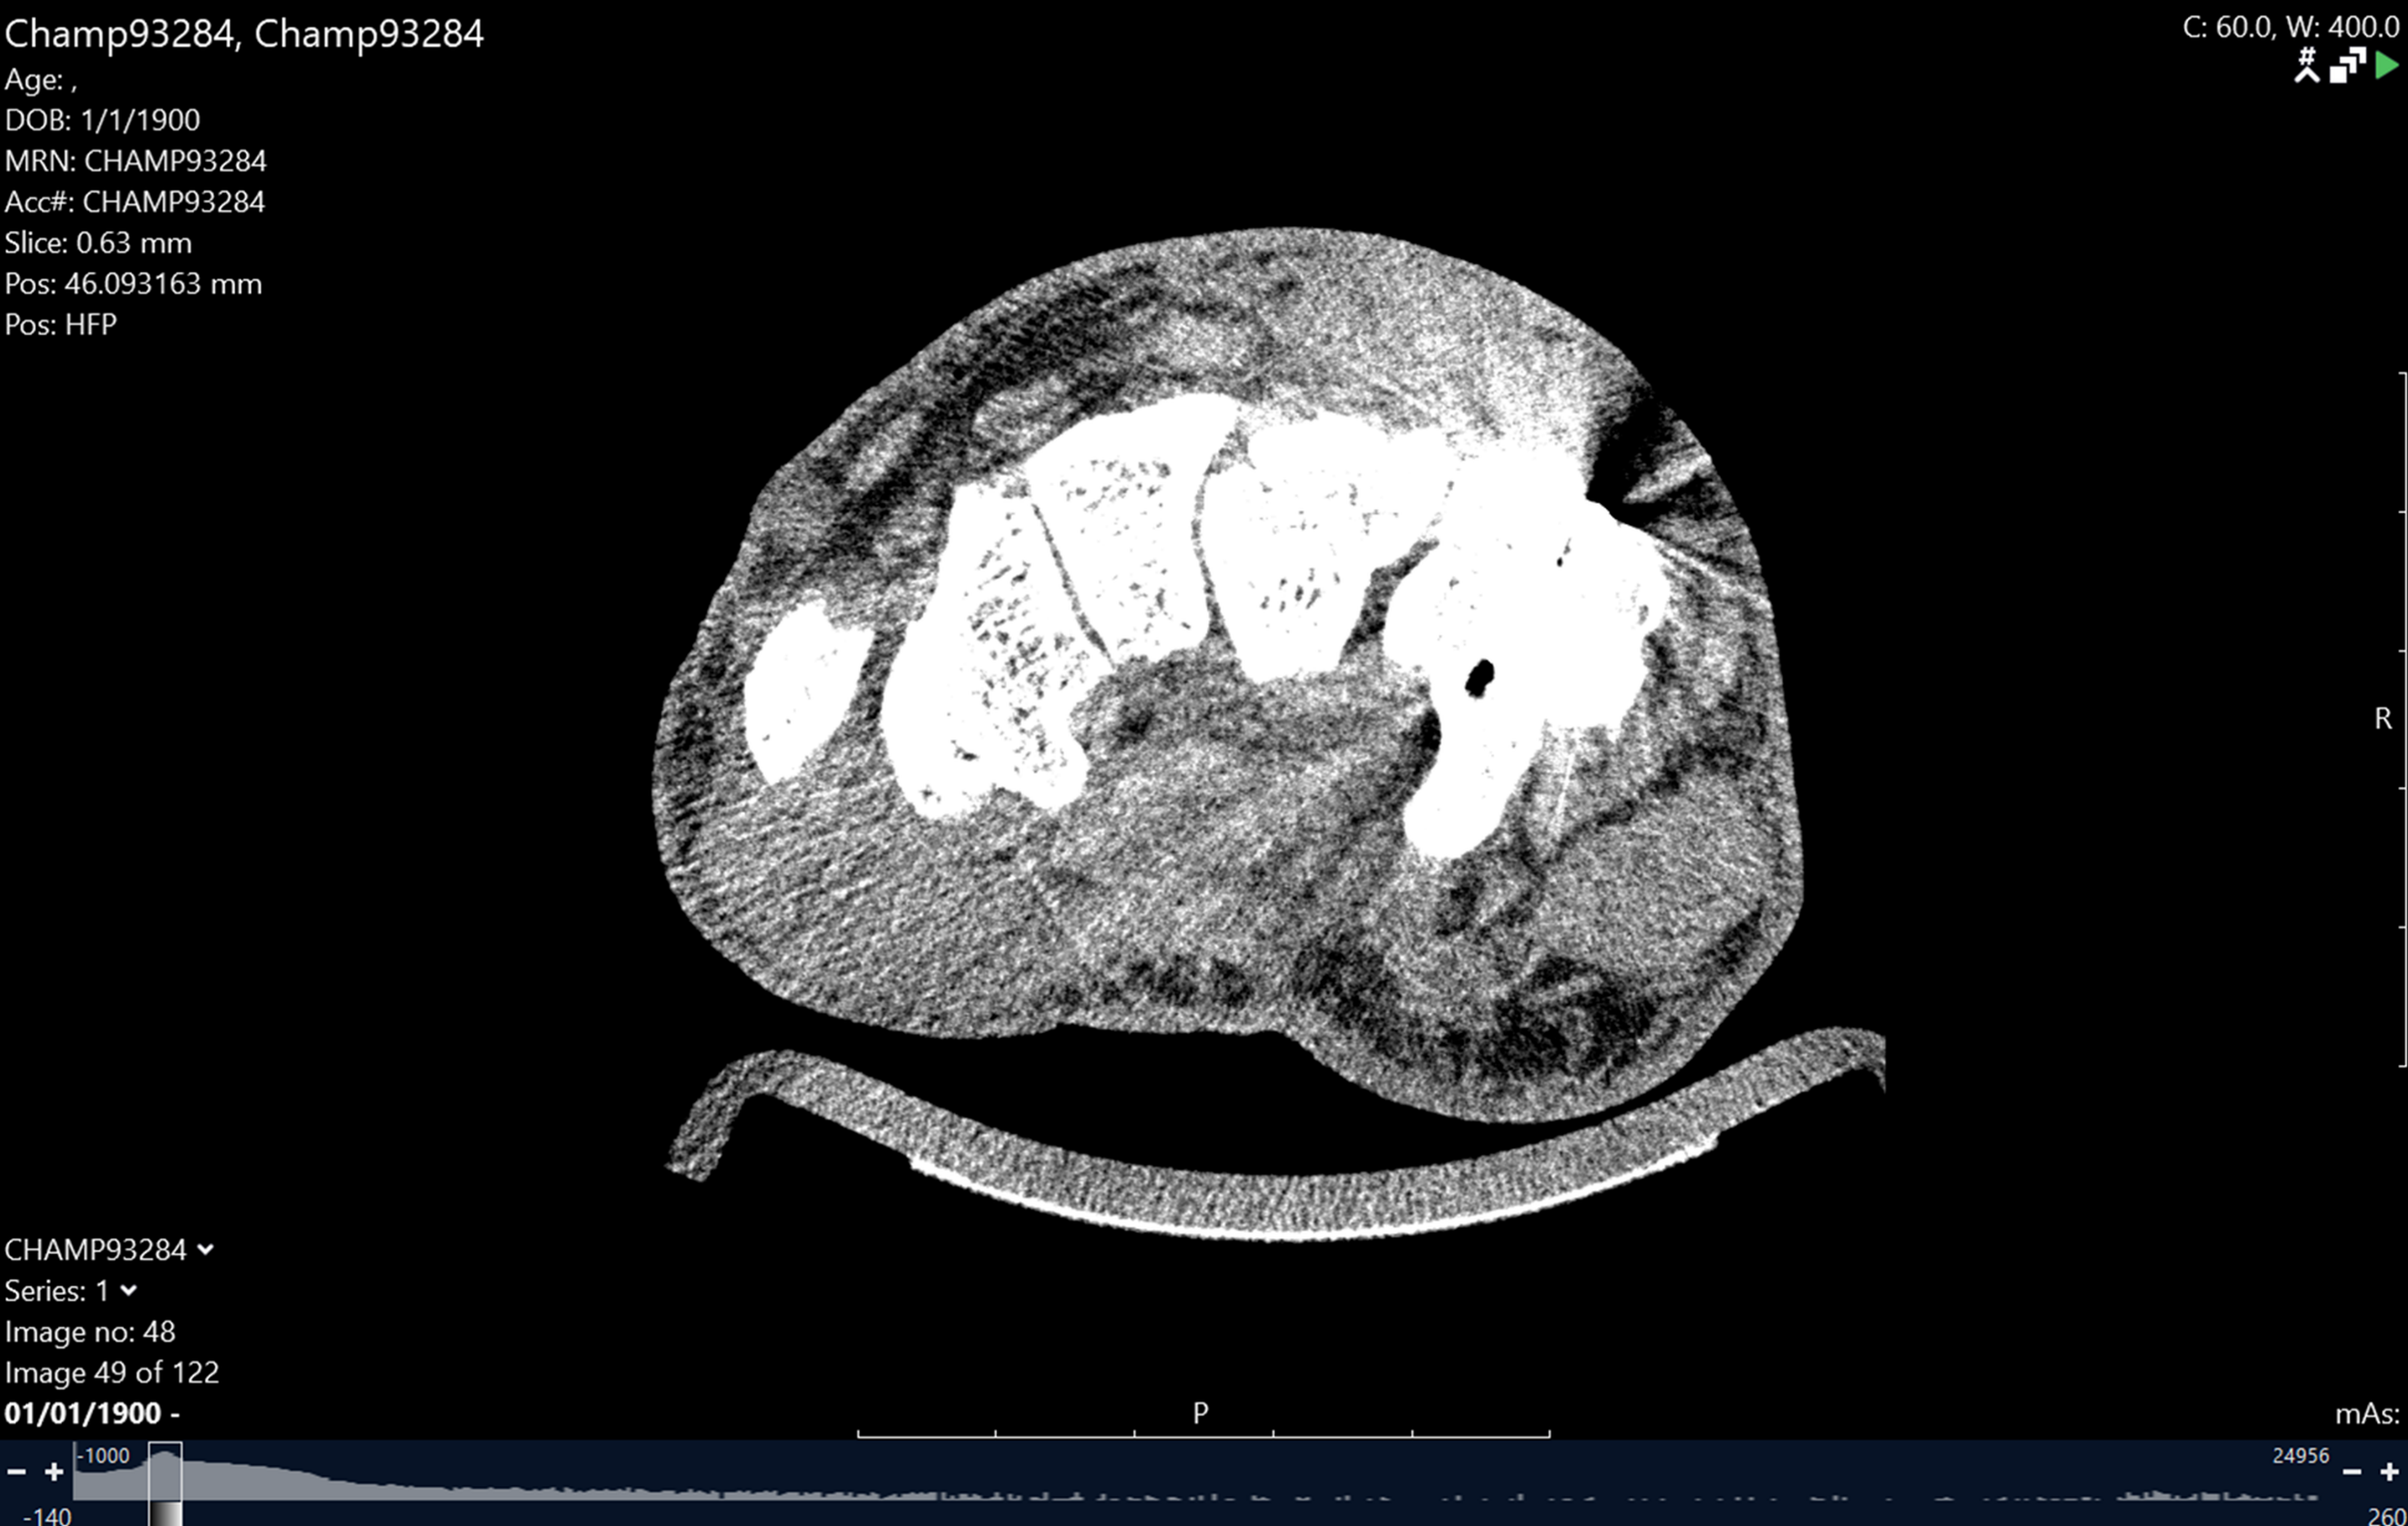 Champ93284, Champ93284
Age: ,
DOB: 1/1/1900
MRN: CHAMP93284
Acc#: CHAMP93284
Slice: 0.63 mm
Pos: 46.093163 mm
Pos: HFP
C: 60.0, W: 400.0
#
R
CHAMP93284
Series: 1
Image no: 48
Image 49 of 122
01/01/1900 -
P
mAs:
-1000
24956
-140
260